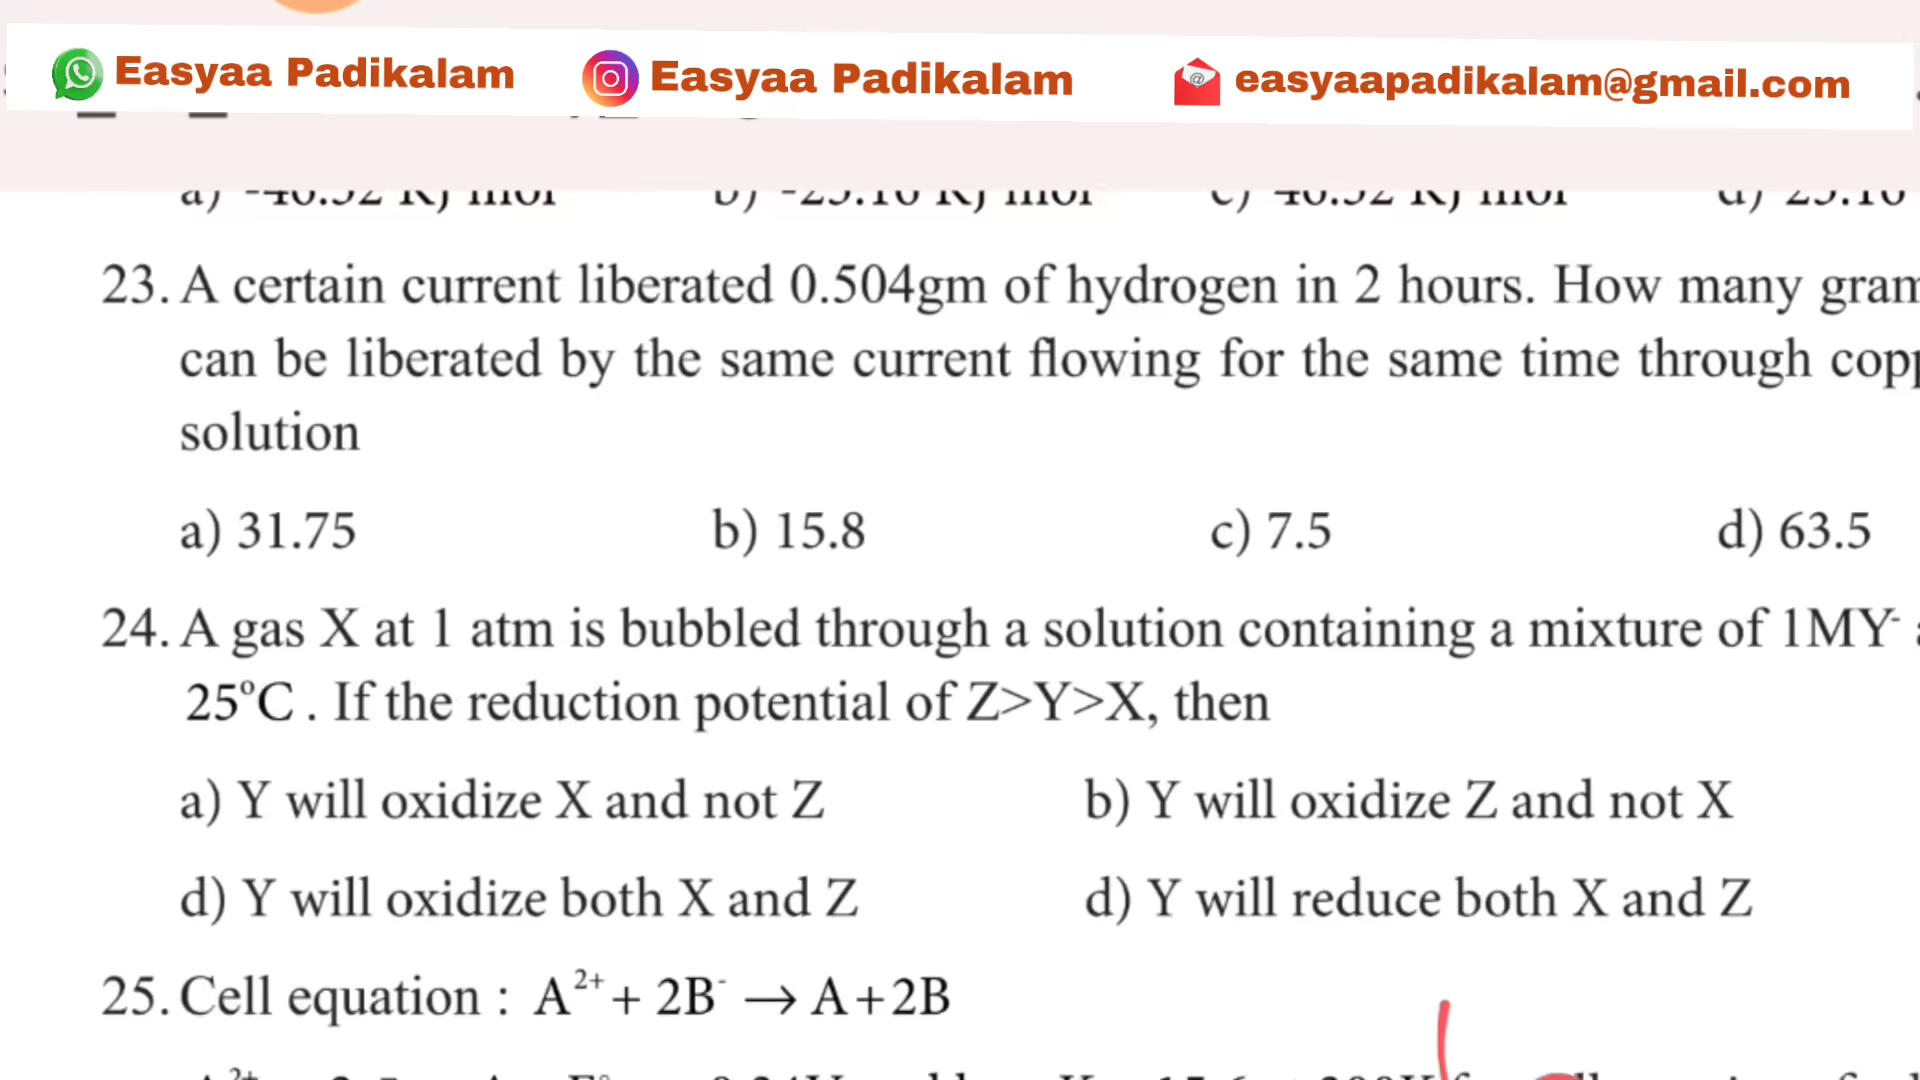 Easyaa Padikalam Easyaa Padikalam easyaapadikalam@gmail.com
23. A certain current liberated 0.504gm of hydrogen in 2 hours. How many
can be liberated by the same current flowing for the same time through
solution
a) 31.75 b) 15.8 c) 7.5 d) 63.5
24. A gas X at 1 atm is bubbled through a solution containing a mixture of 1MY⁻
25°C . If the reduction potential of Z>Y>X, then
a) Y will oxidize X and not Z b) Y will oxidize Z and not X
d) Y will oxidize both X and Z d) Y will reduce both X and Z
25. Cell equation : A²⁺ + 2B⁻ → A+2B